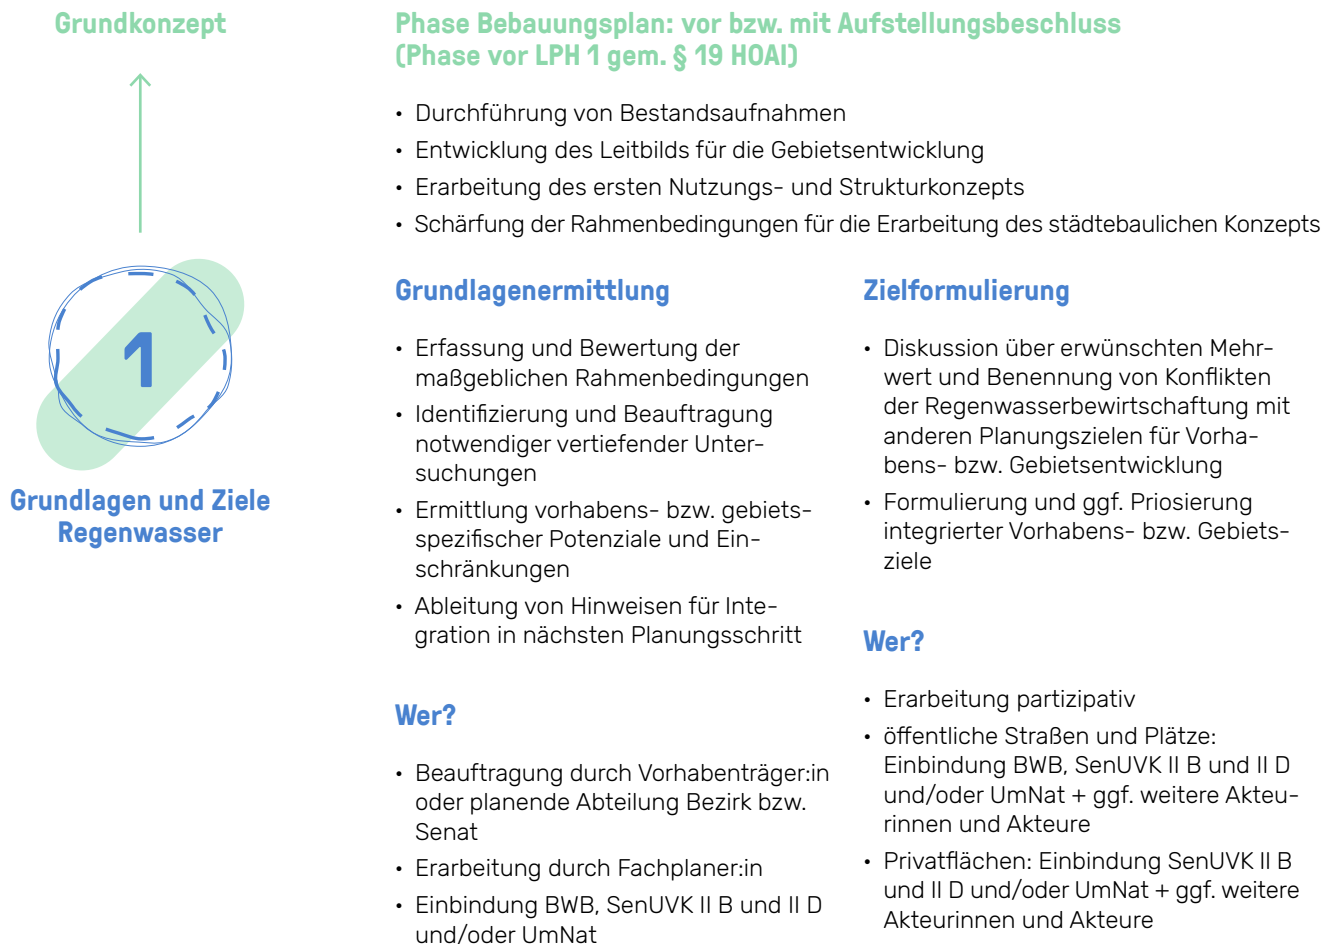 Grundkonzept
Phase Bebauungsplan: vor bzw. mit Aufstellungsbeschluss
(Phase vor LPH 1 gem. § 19 HOAI)
• Durchführung von Bestandsaufnahmen
• Entwicklung des Leitbilds für die Gebietsentwicklung
• Erarbeitung des ersten Nutzungs- und Strukturkonzepts
• Schärfung der Rahmenbedingungen für die Erarbeitung des städtebaulichen Konzepts
1
Grundlagen und Ziele
Regenwasser
Grundlagenermittlung
• Erfassung und Bewertung der
maßgeblichen Rahmenbedingungen
• Identifizierung und Beauftragung
notwendiger vertiefender Unter-
suchungen
• Ermittlung vorhabens- bzw. gebiets-
spezifischer Potenziale und Ein-
schränkungen
• Ableitung von Hinweisen für Inte-
gration in nächsten Planungsschritt
Wer?
• Beauftragung durch Vorhabenträger:in
oder planende Abteilung Bezirk bzw.
Senat
• Erarbeitung durch Fachplaner:in
• Einbindung BWB, SenUVK II B und II D
und/oder UmNat
Zielformulierung
• Diskussion über erwünschten Mehr-
wert und Benennung von Konflikten
der Regenwasserbewirtschaftung mit
anderen Planungszielen für Vorha-
bens- bzw. Gebietsentwicklung
• Formulierung und ggf. Priosierung
integrierter Vorhabens- bzw. Gebiets-
ziele
Wer?
• Erarbeitung partizipativ
• öffentliche Straßen und Plätze:
Einbindung BWB, SenUVK II B und II D
und/oder UmNat + ggf. weitere Akteu-
rinnen und Akteure
• Privatflächen: Einbindung SenUVK II B
und II D und/oder UmNat + ggf. weitere
Akteurinnen und Akteure